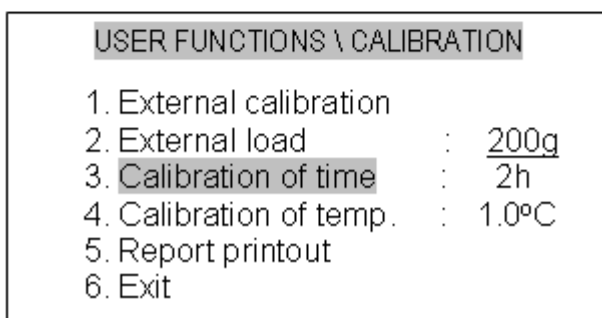 USER FUNCTIONS \ CALIBRATION
1. External calibration
2. External load : 200g
3. Calibration of time : 2h
4. Calibration of temp. : 1.0ºC
5. Report printout
6. Exit